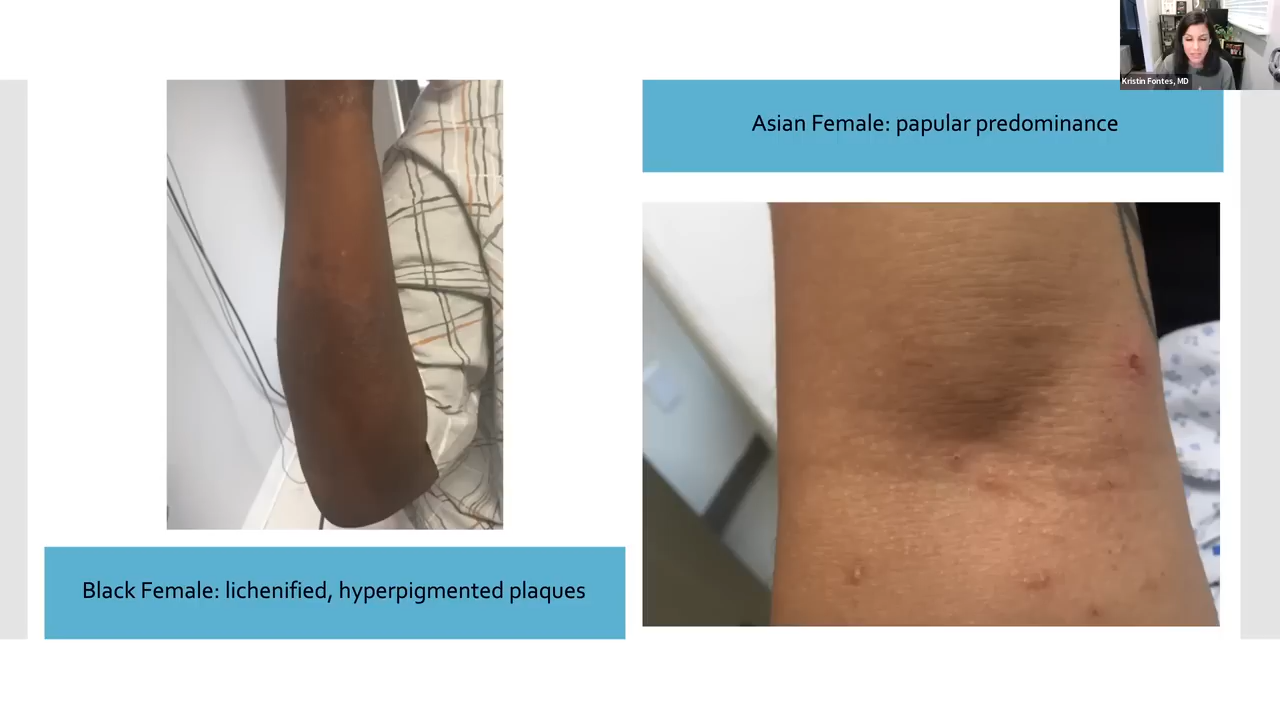 Kristin Fontes, MD
Asian Female: papular predominance
Black Female: lichenified, hyperpigmented plaques